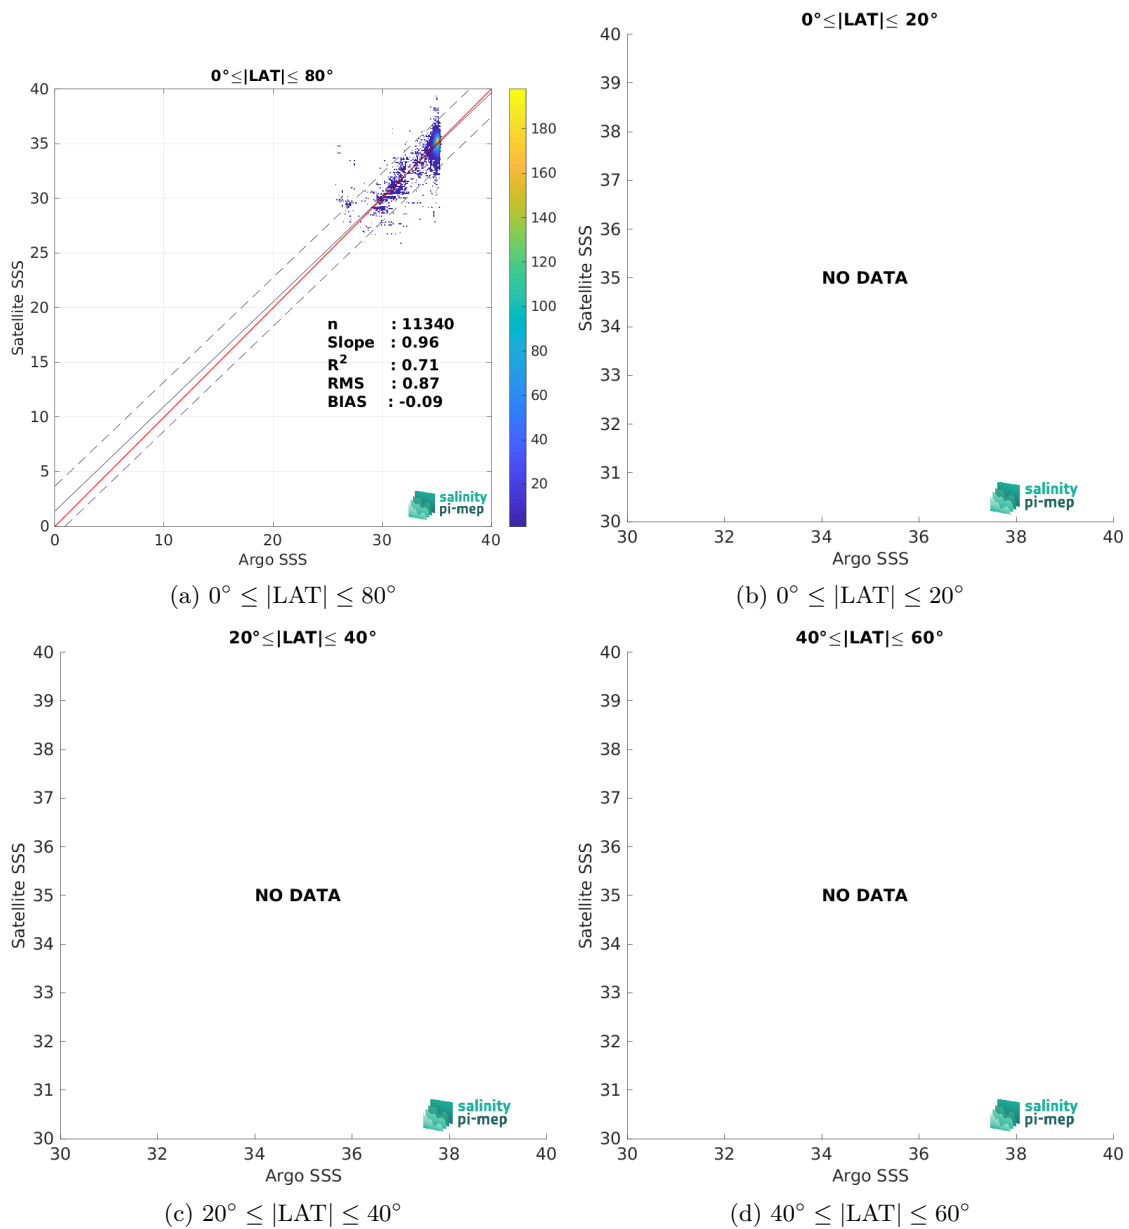 0°≤|LAT|≤ 80°
40
35
30
25
20
15
10
5
0
0
10
20
30
40
Satellite SSS
Argo SSS
n : 11340
Slope : 0.96
R² : 0.71
RMS : 0.87
BIAS : -0.09
180
160
140
120
100
80
60
40
20
salinity
pi-mep
(a) 0° ≤ |LAT| ≤ 80°
0°≤|LAT|≤ 20°
40
39
38
37
36
35
34
33
32
31
30
30
32
34
36
38
40
Satellite SSS
Argo SSS
NO DATA
salinity
pi-mep
(b) 0° ≤ |LAT| ≤ 20°
20°≤|LAT|≤ 40°
40
39
38
37
36
35
34
33
32
31
30
30
32
34
36
38
40
Satellite SSS
Argo SSS
NO DATA
salinity
pi-mep
(c) 20° ≤ |LAT| ≤ 40°
40°≤|LAT|≤ 60°
40
39
38
37
36
35
34
33
32
31
30
30
32
34
36
38
40
Satellite SSS
Argo SSS
NO DATA
salinity
pi-mep
(d) 40° ≤ |LAT| ≤ 60°